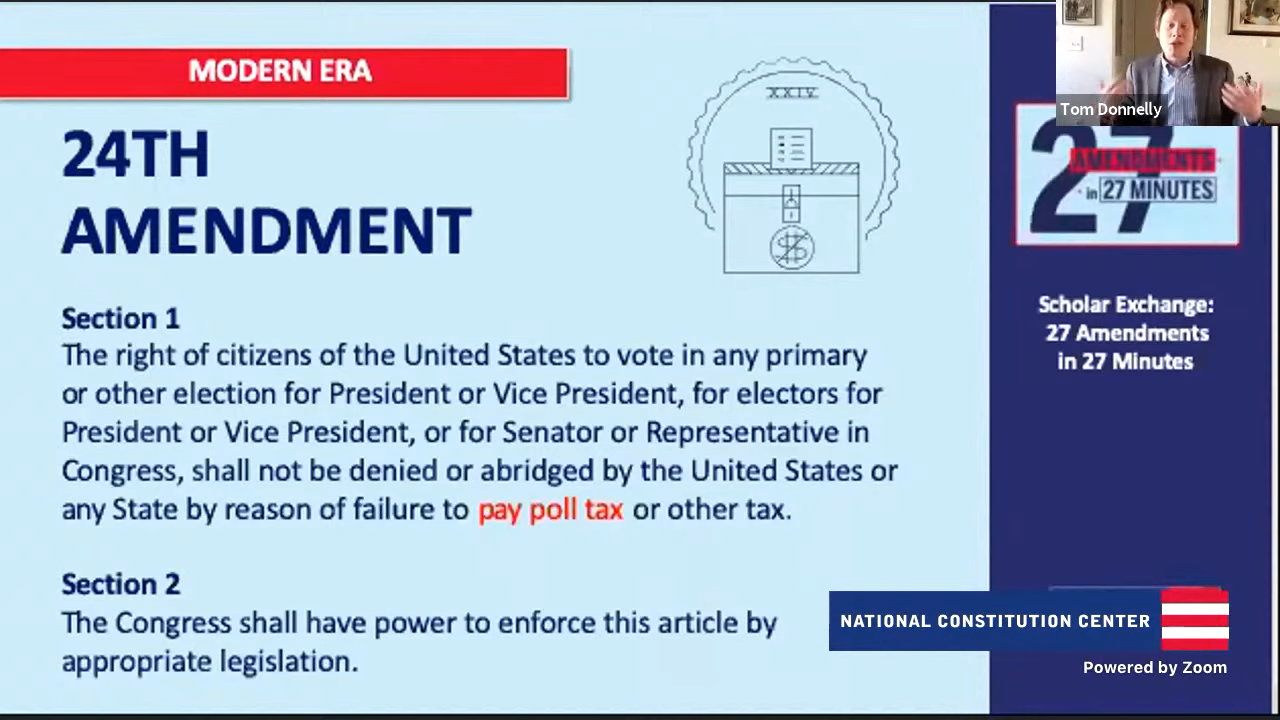 MODERN ERA
24TH
AMENDMENT
XXIV
Section 1
The right of citizens of the United States to vote in any primary
or other election for President or Vice President, for electors for
President or Vice President, or for Senator or Representative in
Congress, shall not be denied or abridged by the United States or
any State by reason of failure to pay poll tax or other tax.
Section 2
The Congress shall have power to enforce this article by
appropriate legislation.
Tom Donnelly
27
AMENDMENTS
in 27 MINUTES
Scholar Exchange:
27 Amendments
in 27 Minutes
NATIONAL CONSTITUTION CENTER
Powered by Zoom